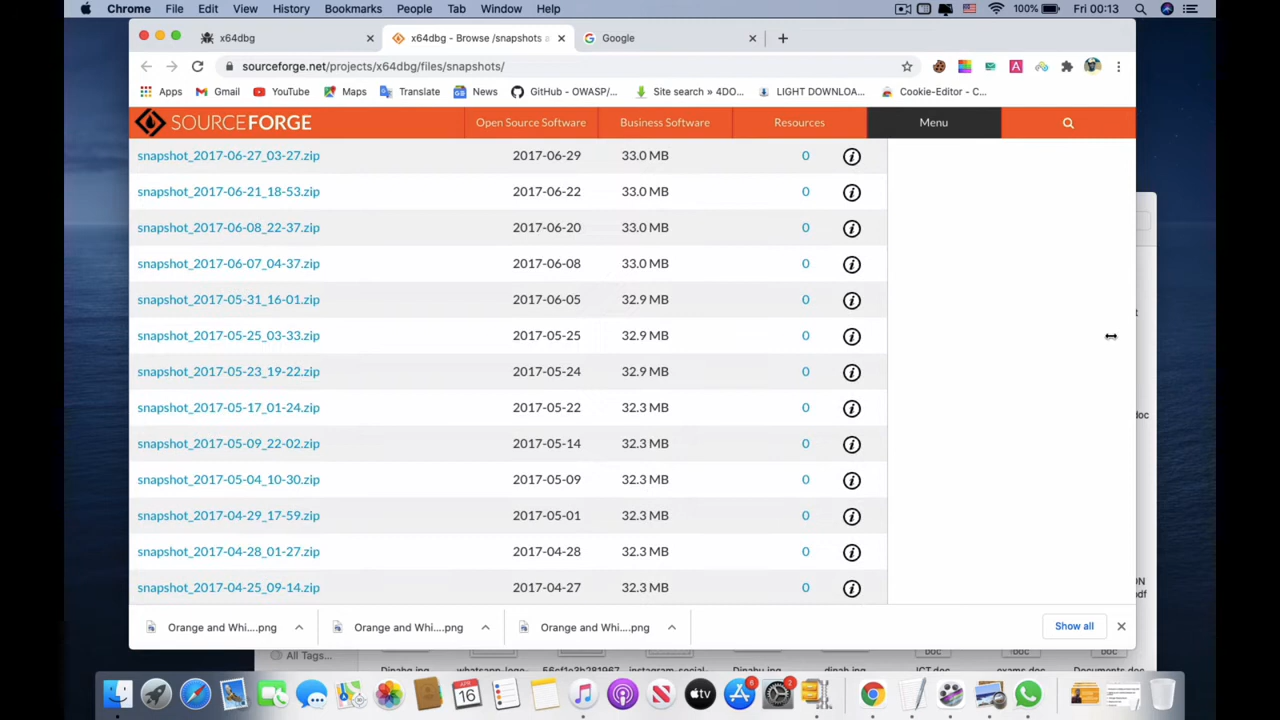 Chrome File Edit View History Bookmarks People Tab Window Help 100% Fri 00:13
x64dbg x64dbg - Browse /snapshots a Google
sourceforge.net/projects/x64dbg/files/snapshots/
Apps Gmail YouTube Maps Translate News GitHub - OWASP/... Site search » 4DO... LIGHT DOWNLOA... Cookie-Editor - C...
SOURCEFORGE Open Source Software Business Software Resources Menu
snapshot_2017-06-27_03-27.zip 2017-06-29 33.0 MB 0
snapshot_2017-06-21_18-53.zip 2017-06-22 33.0 MB 0
snapshot_2017-06-08_22-37.zip 2017-06-20 33.0 MB 0
snapshot_2017-06-07_04-37.zip 2017-06-08 33.0 MB 0
snapshot_2017-05-31_16-01.zip 2017-06-05 32.9 MB 0
snapshot_2017-05-25_03-33.zip 2017-05-25 32.9 MB 0
snapshot_2017-05-23_19-22.zip 2017-05-24 32.9 MB 0
snapshot_2017-05-17_01-24.zip 2017-05-22 32.3 MB 0
snapshot_2017-05-09_22-02.zip 2017-05-14 32.3 MB 0
doc
snapshot_2017-05-04_10-30.zip 2017-05-09 32.3 MB 0
snapshot_2017-04-29_17-59.zip 2017-05-01 32.3 MB 0
snapshot_2017-04-28_01-27.zip 2017-04-28 32.3 MB 0
snapshot_2017-04-25_09-14.zip 2017-04-27 32.3 MB 0
Orange and Whi....png Orange and Whi....png Orange and Whi....png Show all
All Tags...
16
tv
6
2